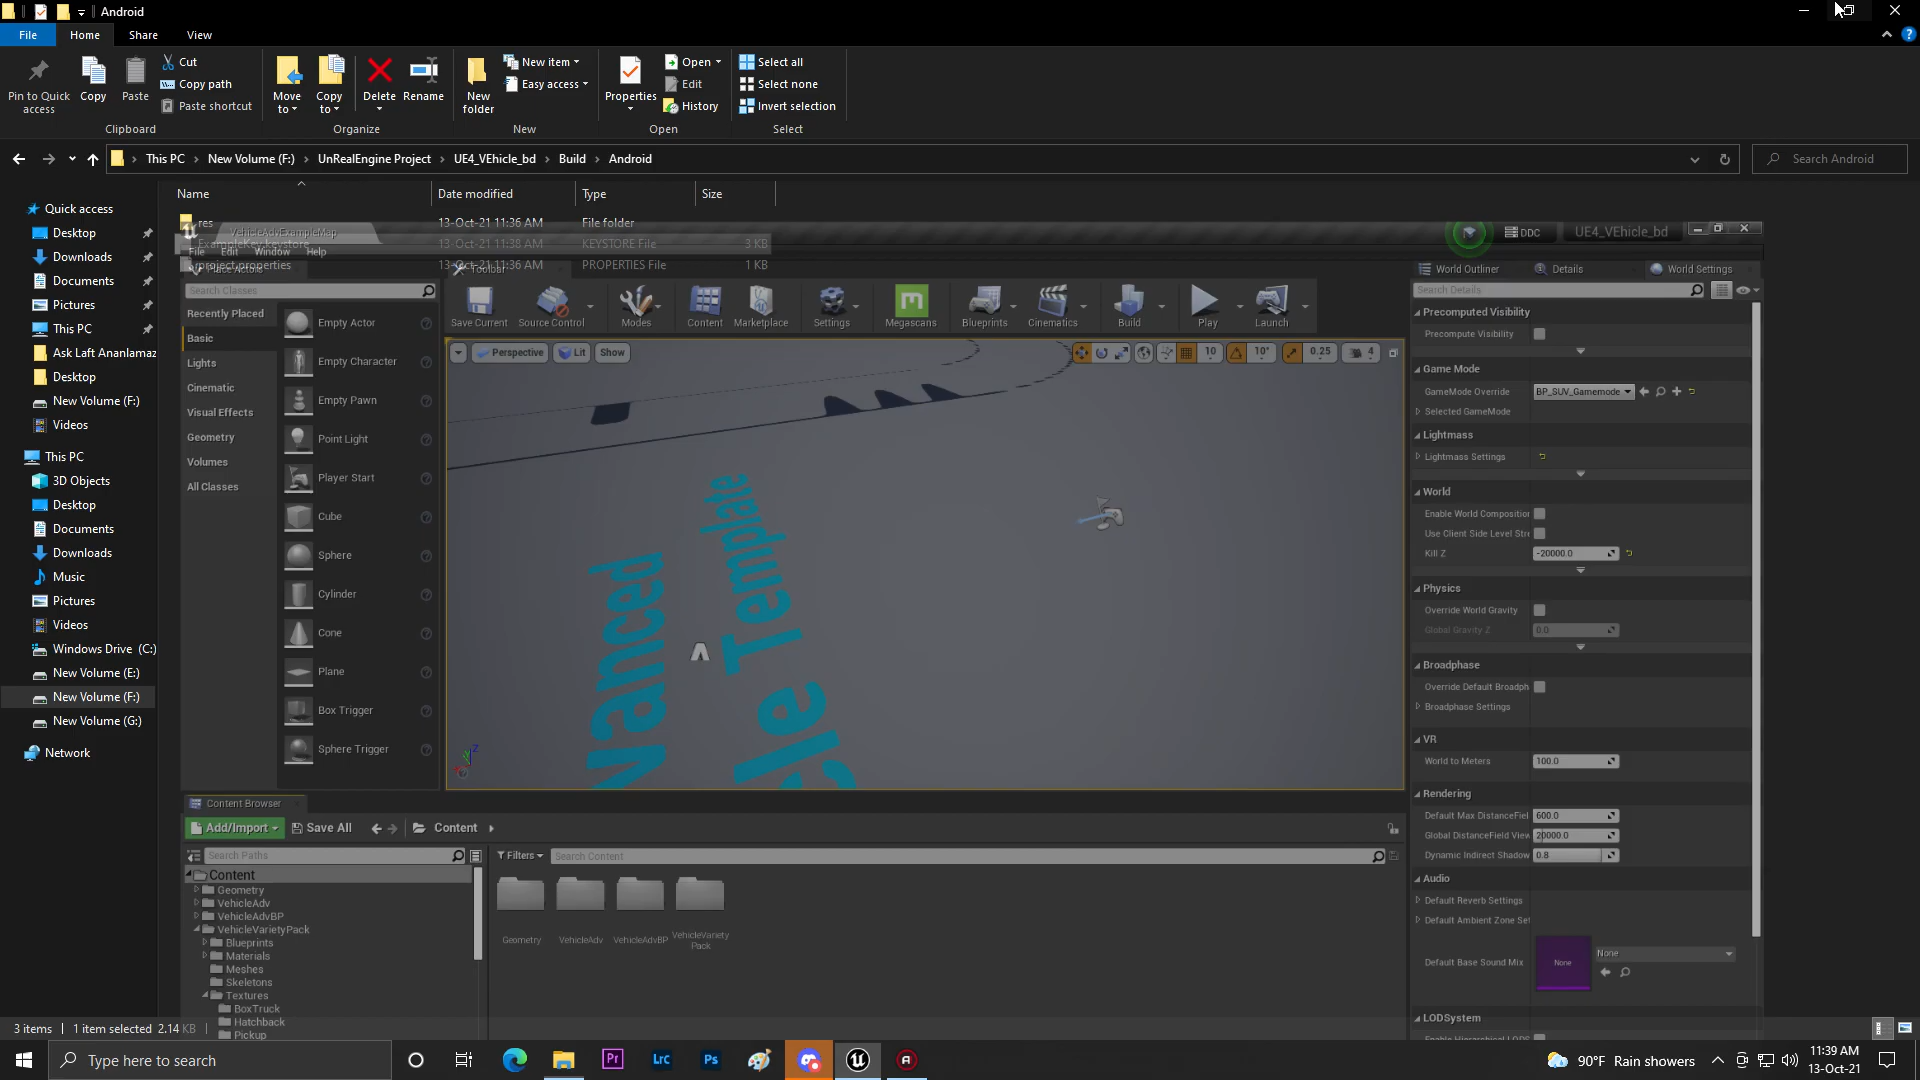 Android
File Home Share View
Pin to Quick access
Copy
Paste
Cut
Copy path
Paste shortcut
Clipboard
Move to
Copy to
Delete
Rename
Organize
New folder
New item
Easy access
New
Properties
Open
Edit
History
Open
Select all
Select none
Invert selection
Select
This PC New Volume (F:) UnRealEngine Project UE4_VEhicle_bd Build Android
Search Android
Name Date modified Type Size
res 13-Oct-21 11:36 AM File folder
ExampleKey.keystore 13-Oct-21 11:38 AM KEYSTORE File 3 KB
project.properties 13-Oct-21 11:36 AM PROPERTIES File 1 KB
Quick access
Desktop
Downloads
Documents
Pictures
This PC
Ask Laft Ananlamaz
Desktop
New Volume (F:)
Videos
This PC
3D Objects
Desktop
Documents
Downloads
Music
Pictures
Videos
Windows Drive (C:)
New Volume (E:)
New Volume (F:)
New Volume (G:)
Network
VehicleAdvExampleMap
DDC
UE4_VEhicle_bd
File Edit Window Help
Place Actors
Search Classes
Recently Placed
Basic
Lights
Cinematic
Visual Effects
Geometry
Volumes
All Classes
Empty Actor
Empty Character
Empty Pawn
Point Light
Player Start
Cube
Sphere
Cylinder
Cone
Plane
Box Trigger
Sphere Trigger
Toolbar
Save Current
Source Control
Modes
Content
Marketplace
Settings
Megascans
Blueprints
Cinematics
Build
Play
Launch
Perspective Lit Show
10 10° 0.25 4
Template
World Outliner Details World Settings
Search Details
Precomputed Visibility
Precompute Visibility
Game Mode
GameMode Override BP_SUV_Gamemode
Selected GameMode
Lightmass
Lightmass Settings
World
Enable World Composition
Use Client Side Level Stre
Kill Z -20000.0
Physics
Override World Gravity
Global Gravity Z 0.0
Broadphase
Override Default Broadph
Broadphase Settings
VR
World to Meters 100.0
Rendering
Default Max DistanceFiel 600.0
Global DistanceField View 20000.0
Dynamic Indirect Shadow 0.8
Audio
Default Reverb Settings
Default Ambient Zone Set
Default Base Sound Mix None None
LODSystem
Content Browser
Add/Import Save All Content
Search Paths
Filters Search Content
Content
Geometry
VehicleAdv
VehicleAdvBP
VehicleVarietyPack
Blueprints
Materials
Meshes
Skeletons
Textures
BoxTruck
Hatchback
Pickup
Geometry VehicleAdv VehicleAdvBP VehicleVariety Pack
3 items 1 item selected 2.14 KB
Type here to search
Pr Lrc Ps
90°F Rain showers
11:39 AM
13-Oct-21